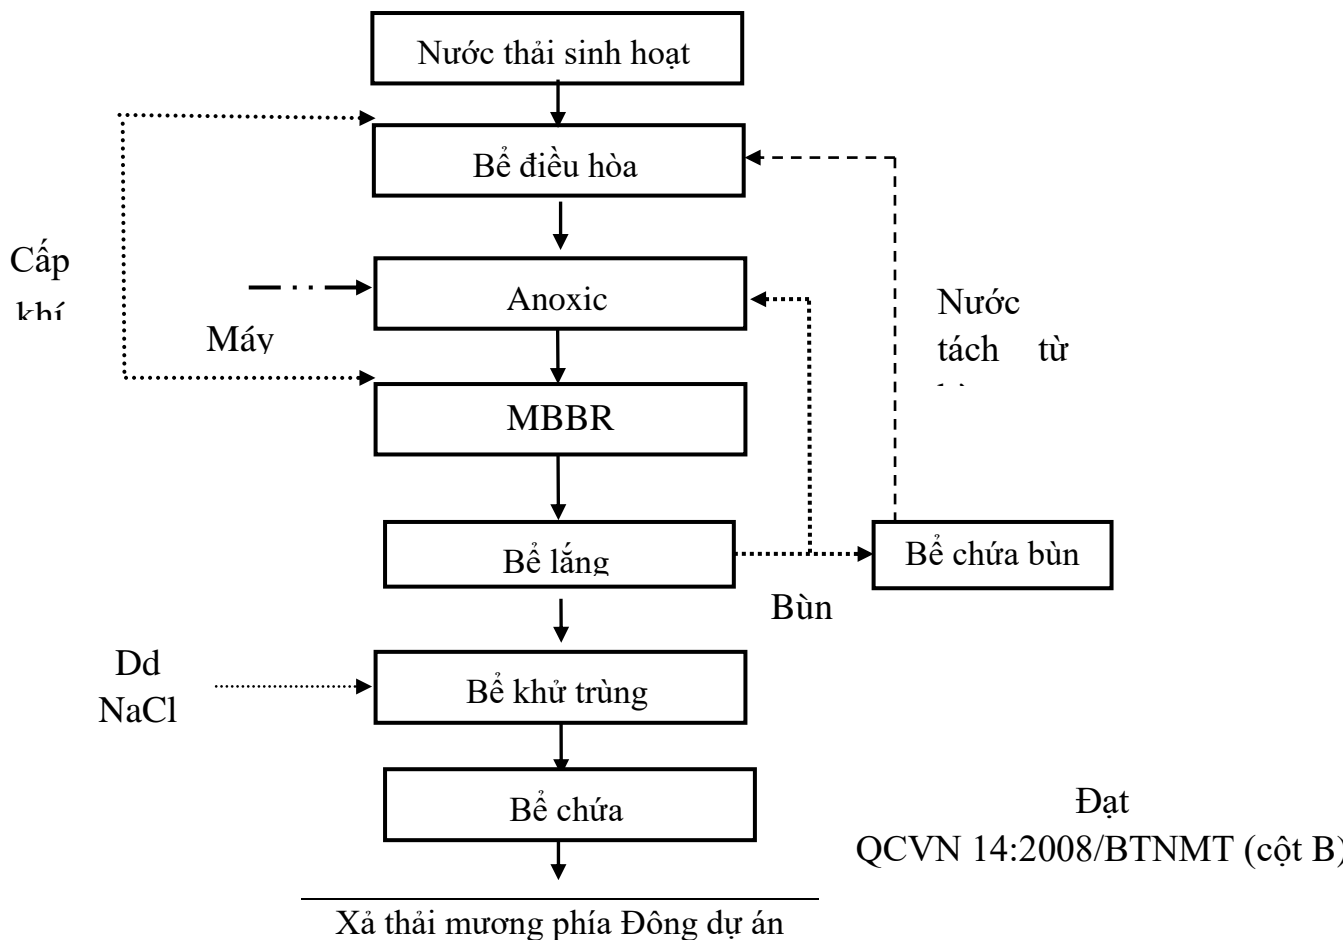 Nước thải sinh hoạt
Bể điều hòa
Cấp
khí
Anoxic
Máy
Nước
tách từ
MBBR
Bể lắng
Bể chứa bùn
Bùn
Dd
NaCl
Bể khử trùng
Bể chứa
Đạt
QCVN 14:2008/BTNMT (cột B)
Xả thải mương phía Đông dự án